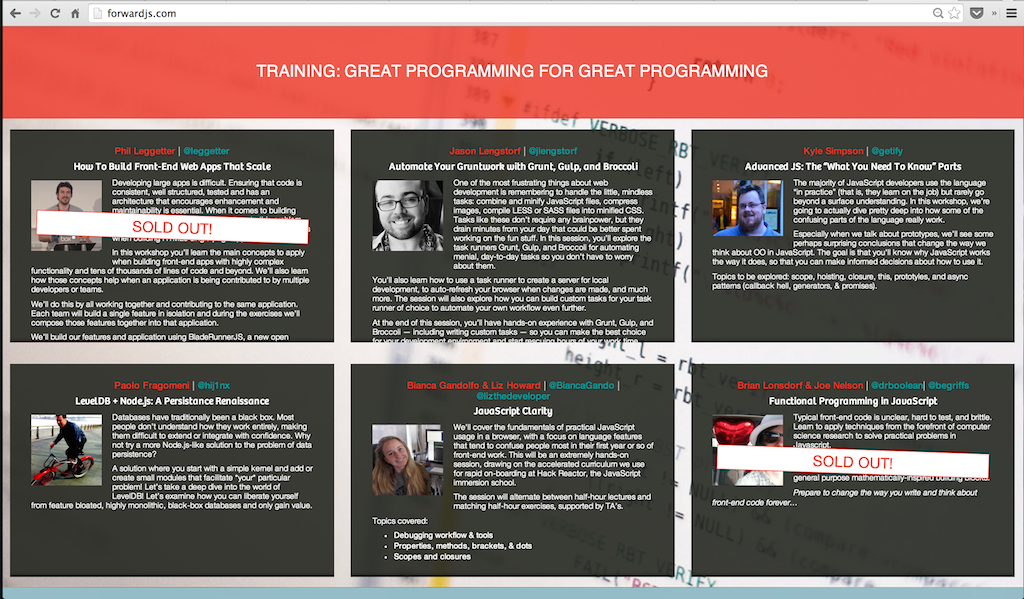 forwardjs.com
TRAINING: GREAT PROGRAMMING FOR GREAT PROGRAMMING
Phil Leggetter | @leggetter
How To Build Front-End Web Apps That Scale
Developing large apps is difficult. Ensuring that code is
consistent, well structured, tested and has an
architecture that encourages enhancement and
maintainability is essential. When it comes to building
SOLD OUT!
In this workshop you'll learn the main concepts to apply
when building front-end apps with highly complex
functionality and tens of thousands of lines of code and beyond. We'll also learn
how those concepts help when an application is being contributed to by multiple
developers or teams.
We'll do this by all working together and contributing to the same application.
Each team will build a single feature in isolation and during the exercises we'll
compose those features together into that application.
We'll build our features and application using BladeRunnerJS, a new open
Jason Lengstorf | @jlengstorf
Automate Your Gruntwork with Grunt, Gulp, and Broccoli
One of the most frustrating things about web
development is remembering to handle the little, mindless
tasks: combine and minify JavaScript files, compress
images, compile LESS or SASS files into minified CSS.
Tasks like these don't require any brainpower, but they
drain minutes from your day that could be better spent
working on the fun stuff. In this session, you'll explore the
task runners Grunt, Gulp, and Broccoli for automating
menial, day-to-day tasks so you don't have to worry
about them.
You'll also learn how to use a task runner to create a server for local
development, to auto-refresh your browser when changes are made, and much
more. The session will also explore how you can build custom tasks for your task
runner of choice to automate your own workflow even further.
At the end of this session, you'll have hands-on experience with Grunt, Gulp, and
Broccoli — including writing custom tasks — so you can make the best choice
for your development environment and start rescuing hours of your work time
Kyle Simpson | @getify
Advanced JS: The "What You Need To Know" Parts
The majority of JavaScript developers use the language
"in practice" (that is, they learn on the job) but rarely go
beyond a surface understanding. In this workshop, we're
going to actually dive pretty deep into how some of the
confusing parts of the language really work.
Especially when we talk about prototypes, we'll see some
perhaps surprising conclusions that change the way we
think about OO in JavaScript. The goal is that you'll know why JavaScript works
the way it does, so that you can make informed decisions about how to use it.
Topics to be explored: scope, hoisting, closure, this, prototyles, and async
patterns (callback hell, generators, & promises).
Paolo Fragomeni | @hij1nx
LevelDB + Node.js: A Persistance Renaissance
Databases have traditionally been a black box. Most
people don't understand how they work entirely, making
them difficult to extend or integrate with confidence. Why
not try a more Node.js-like solution to the problem of data
persistence?
A solution where you start with a simple kernel and add or
create small modules that facilitate *your* particular
problem! Let's take a deep dive into the world of
LevelDB! Let's examine how you can liberate yourself
from feature bloated, highly monolithic, black-box databases and only gain value.
Bianca Gandolfo & Liz Howard | @BiancaGando |
@lizthedeveloper
JavaScript Clarity
We'll cover the fundamentals of practical JavaScript
usage in a browser, with a focus on language features
that tend to confuse people most in their first year or so of
front-end work. This will be an extremely hands-on
session, drawing on the accelerated curriculum we use
for rapid on-boarding at Hack Reactor, the JavaScript
immersion school.
The session will alternate between half-hour lectures and
matching half-hour exercises, supported by TA's.
Topics covered:
• Debugging workflow & tools
• Properties, methods, brackets, & dots
• Scopes and closures
Brian Lonsdorf & Joe Nelson | @drboolean| @begriffs
Functional Programming in JavaScript
Typical front-end code is unclear, hard to test, and brittle.
Learn to apply techniques from the forefront of computer
science research to solve practical problems in
Javascript.
SOLD OUT!
general purpose mathematically-inspired building blocks.
Prepare to change the way you write and think about
front-end code forever...